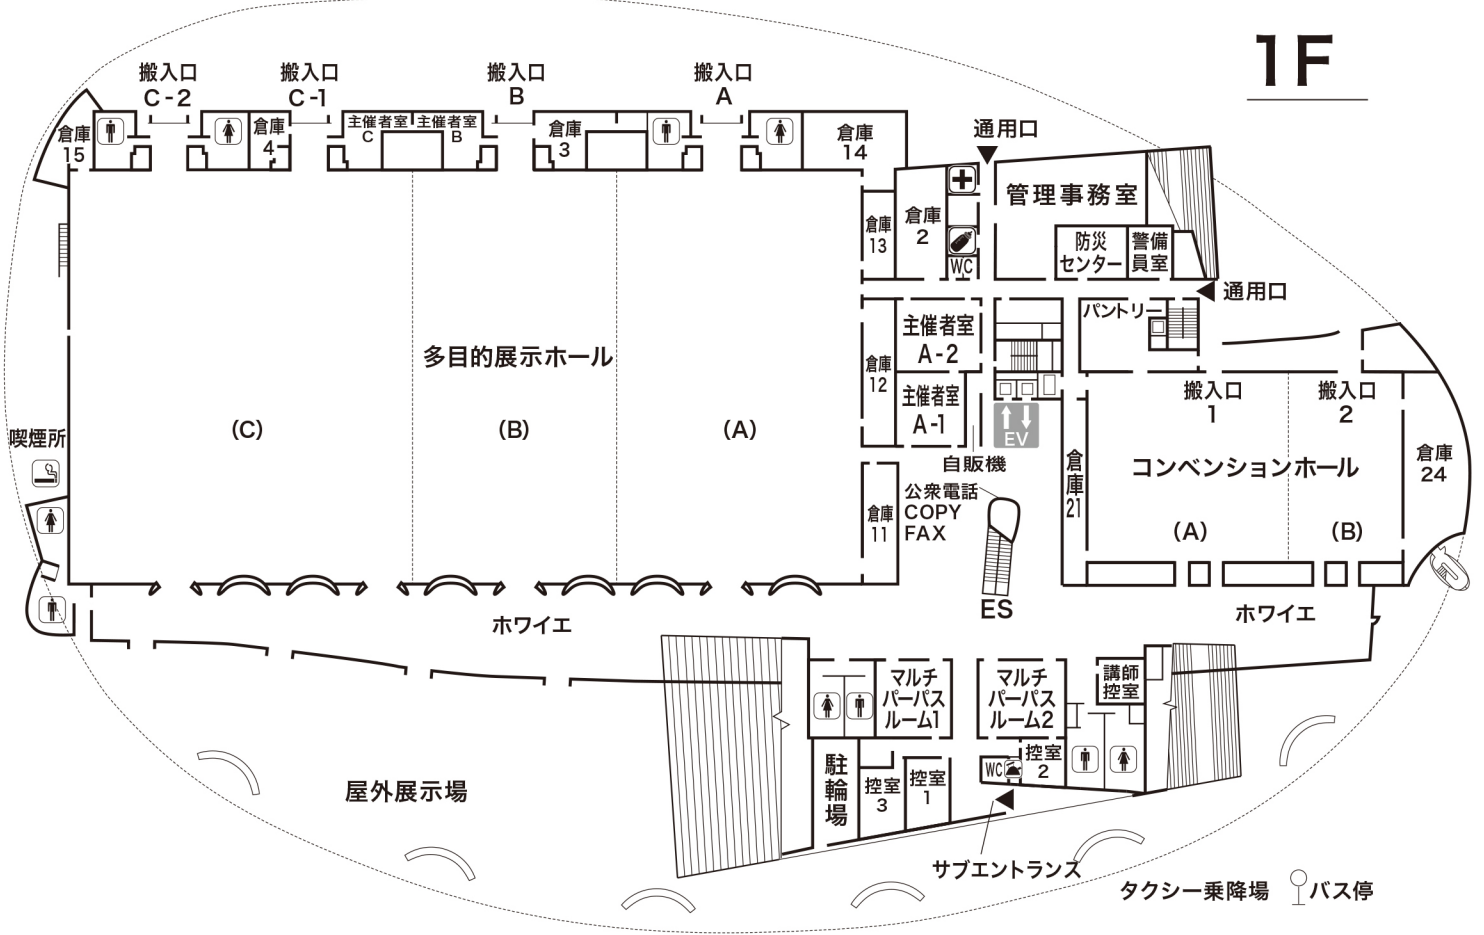 1F
搬入口
C-2
搬入口
C-1
搬入口
B
搬入口
A
倉庫
15
倉庫
4
主催者室
C
主催者室
B
倉庫
3
倉庫
14
通用口
管理事務室
倉庫
2
倉庫
13
WC
防災
センター
警備
員室
通用口
パントリー
主催者室
A-2
主催者室
A-1
倉庫
12
多目的展示ホール
(C)
(B)
(A)
喫煙所
EV
自販機
公衆電話
COPY
FAX
倉庫
11
ES
倉庫
21
搬入口
1
搬入口
2
コンベンションホール
(A)
(B)
倉庫
24
ホワイエ
ホワイエ
マルチ
パーパス
ルーム1
マルチ
パーパス
ルーム2
講師
控室
駐輪場
控室
3
控室
1
WC
控室
2
屋外展示場
サブエントランス
タクシー乗降場
バス停